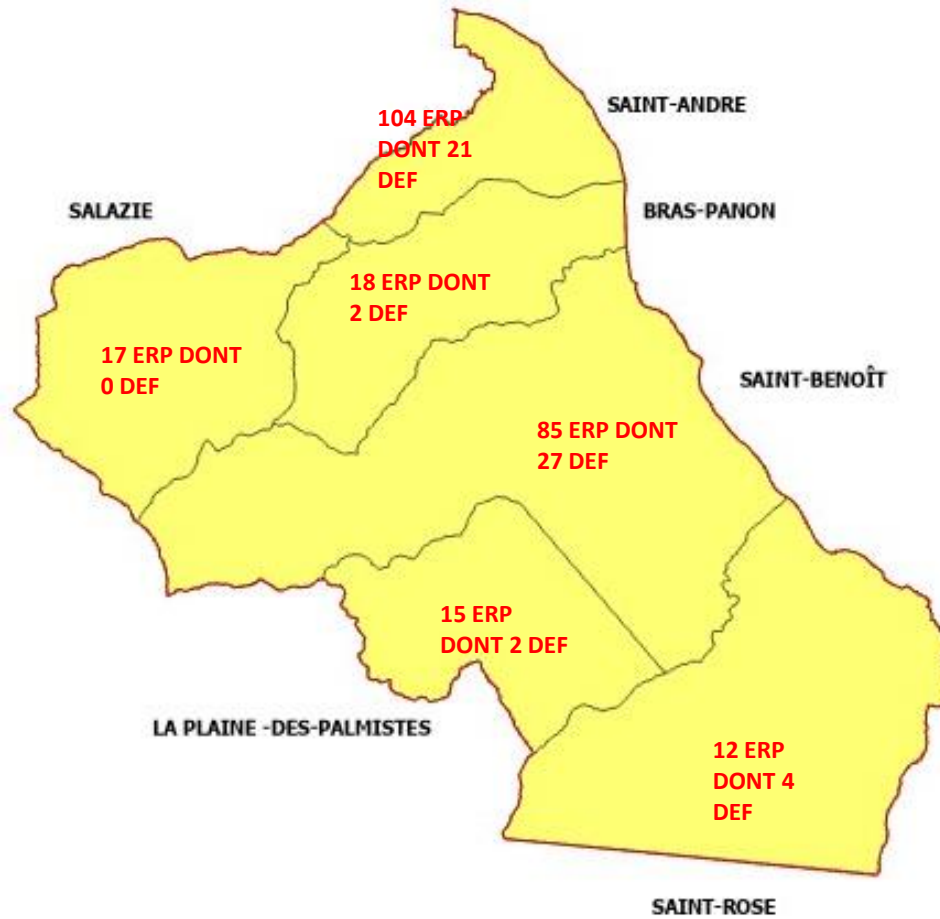 SAINT-ANDRE
104 ERP
DONT 21
DEF
SALAZIE
BRAS-PANON
18 ERP DONT
2 DEF
17 ERP DONT
0 DEF
SAINT-BENOÎT
85 ERP DONT
27 DEF
15 ERP
DONT 2 DEF
LA PLAINE -DES-PALMISTES
12 ERP
DONT 4
DEF
SAINT-ROSE